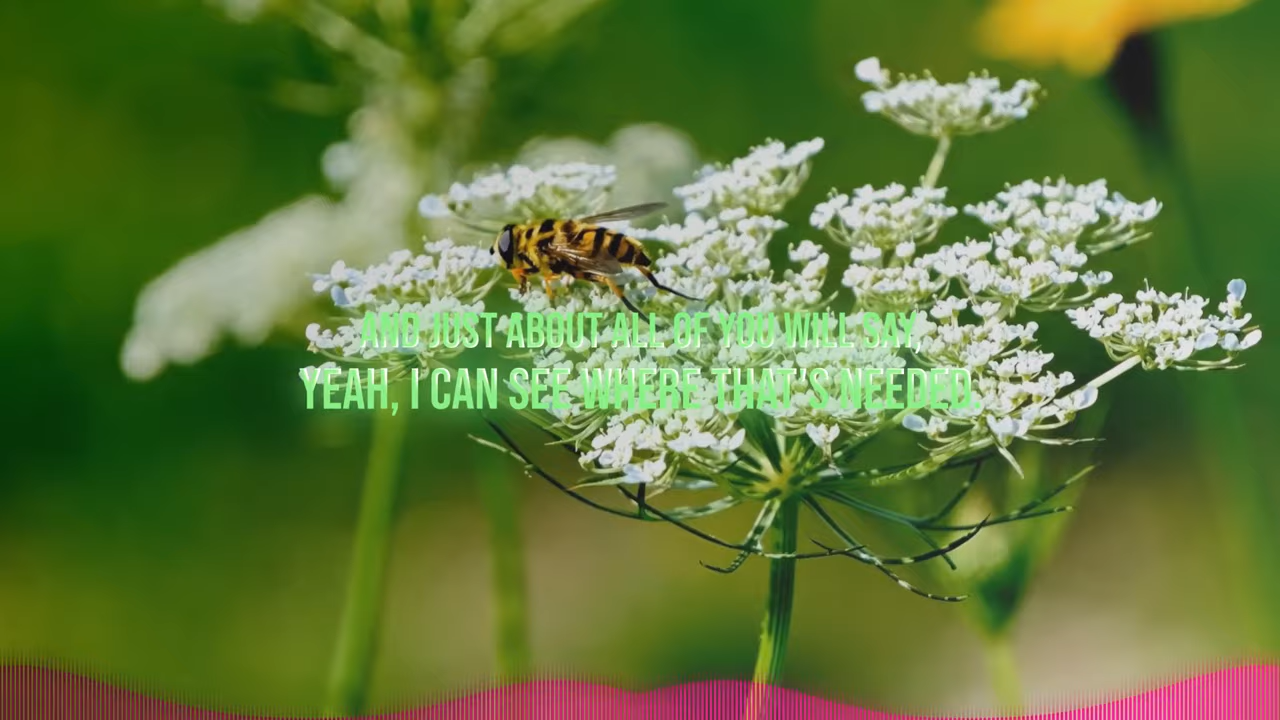 AND JUST ABOUT ALL OF YOU WILL SAY,
YEAH, I CAN SEE WHERE THAT'S NEEDED.